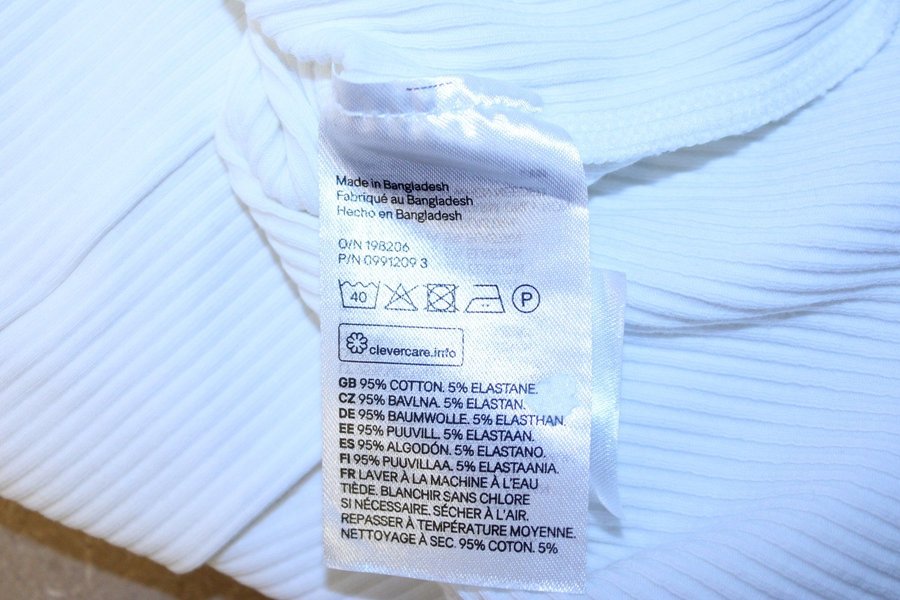 Made in Bangladesh
Fabriqué au Bangladesh
Hecho en Bangladesh
O/N 198206
P/N 0991209 3
40
P
clevercare.info
GB 95% COTTON. 5% ELASTANE.
CZ 95% BAVLNA. 5% ELASTAN.
DE 95% BAUMWOLLE. 5% ELASTHAN.
EE 95% PUUVILL. 5% ELASTAAN.
ES 95% ALGODÓN. 5% ELASTANO.
FI 95% PUUVILLAA. 5% ELASTAANIA.
FR LAVER À LA MACHINE À L'EAU
TIÈDE. BLANCHIR SANS CHLORE
SI NÉCESSAIRE. SÉCHER À L'AIR.
REPASSER À TEMPÉRATURE MOYENNE.
NETTOYAGE À SEC. 95% COTON. 5%